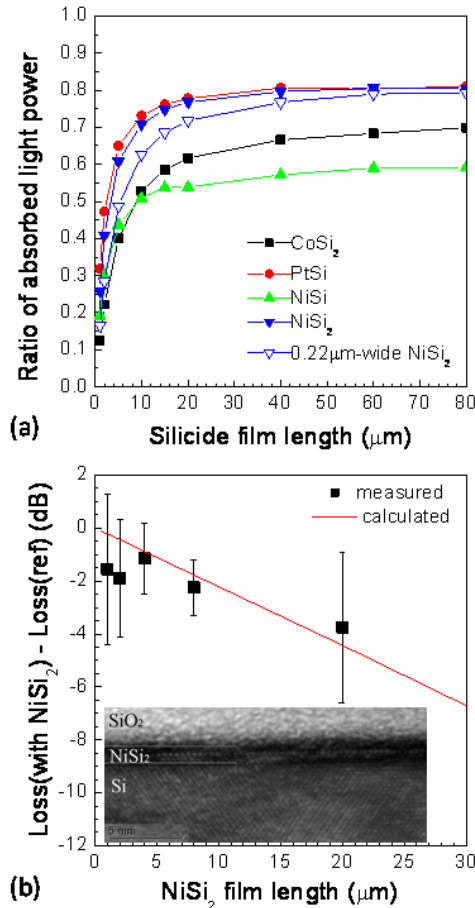 1.0
0.9
0.8
0.7
0.6
0.5
0.4
0.3
0.2
0.1
0.0
Ratio of absorbed light power
CoSi₂
PtSi
NiSi
NiSi₂
0.22μm-wide NiSi₂
0 10 20 30 40 50 60 70 80
(a)
Silicide film length (μm)
2
0
-2
-4
-6
-8
-10
-12
Loss(with NiSi₂) - Loss(ref) (dB)
measured
calculated
SiO₂
NiSi₂
Si
5 nm
0 5 10 15 20 25 30
(b)
NiSi₂ film length (μm)